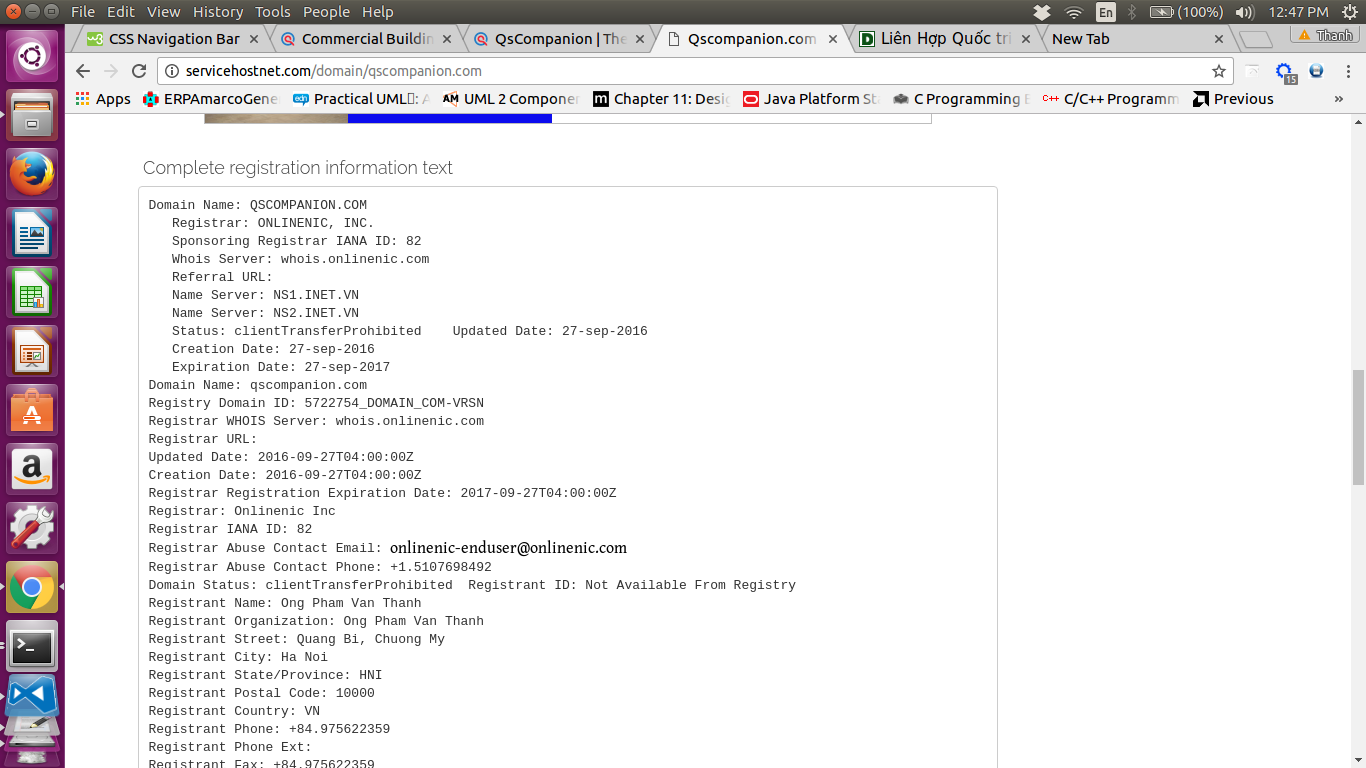 File Edit View History Tools People Help
En (100%) 12:47 PM
CSS Navigation Bar
Commercial Buildin
QsCompanion | The
Qscompanion.com
Liên Hợp Quốc tri
New Tab
Thanh
servicehostnet.com/domain/qscompanion.com
15
Apps
ERPAmarcoGene
Practical UML
UML 2 Componen
Chapter 11: Desig
Java Platform St
C Programming
C/C++ Programm
Previous
»
Complete registration information text
Domain Name: QSCOMPANION.COM
Registrar: ONLINENIC, INC.
Sponsoring Registrar IANA ID: 82
Whois Server: whois.onlinenic.com
Referral URL:
Name Server: NS1.INET.VN
Name Server: NS2.INET.VN
Status: clientTransferProhibited Updated Date: 27-sep-2016
Creation Date: 27-sep-2016
Expiration Date: 27-sep-2017
Domain Name: qscompanion.com
Registry Domain ID: 5722754_DOMAIN_COM-VRSN
Registrar WHOIS Server: whois.onlinenic.com
Registrar URL:
Updated Date: 2016-09-27T04:00:00Z
Creation Date: 2016-09-27T04:00:00Z
Registrar Registration Expiration Date: 2017-09-27T04:00:00Z
Registrar: Onlinenic Inc
Registrar IANA ID: 82
Registrar Abuse Contact Email: onlinenic-enduser@onlinenic.com
Registrar Abuse Contact Phone: +1.5107698492
Domain Status: clientTransferProhibited Registrant ID: Not Available From Registry
Registrant Name: Ong Pham Van Thanh
Registrant Organization: Ong Pham Van Thanh
Registrant Street: Quang Bi, Chuong My
Registrant City: Ha Noi
Registrant State/Province: HNI
Registrant Postal Code: 10000
Registrant Country: VN
Registrant Phone: +84.975622359
Registrant Phone Ext:
Registrant Fax: +84.975622359